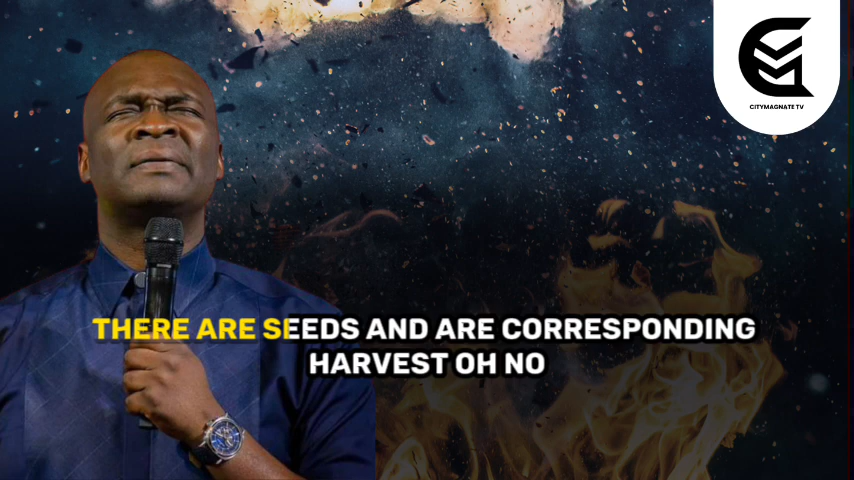 CITYMAGNATE TV
THERE ARE SEEDS AND ARE CORRESPONDING
HARVEST OH NO